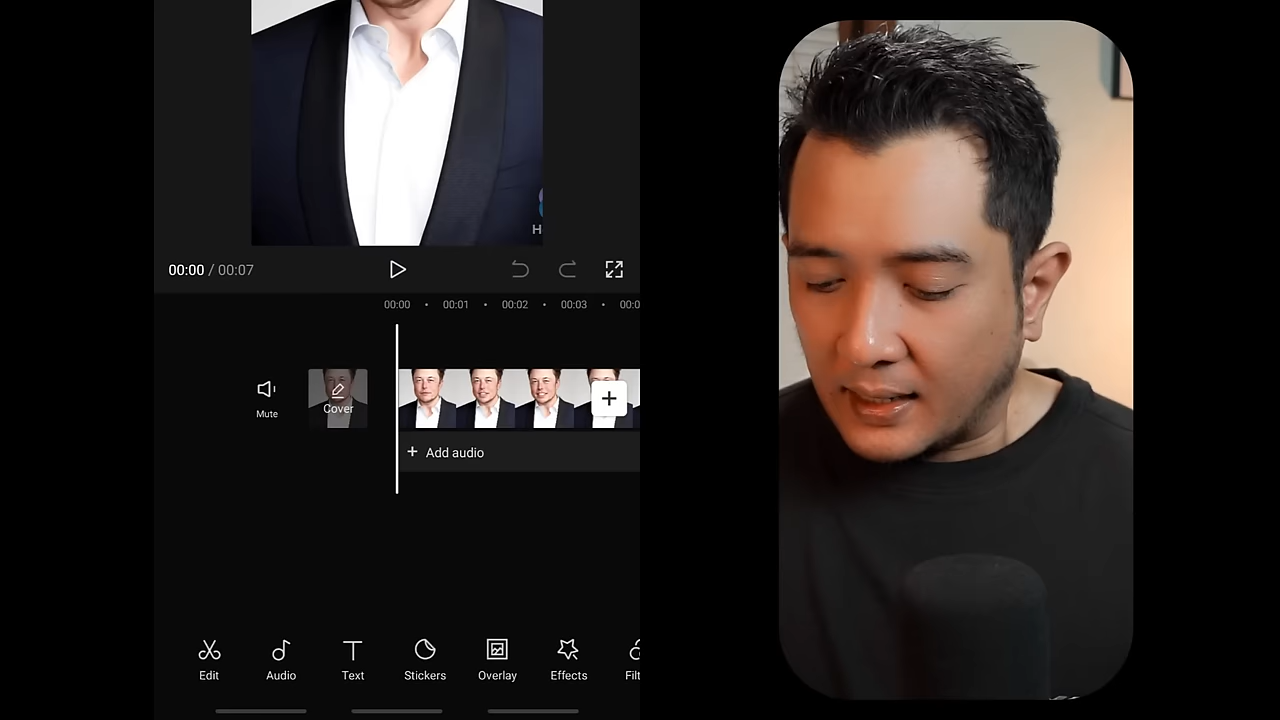 H
00:00 / 00:07
00:00 00:01 00:02 00:03 00:0
Mute
Cover
+ Add audio
Edit Audio Text Stickers Overlay Effects Filt